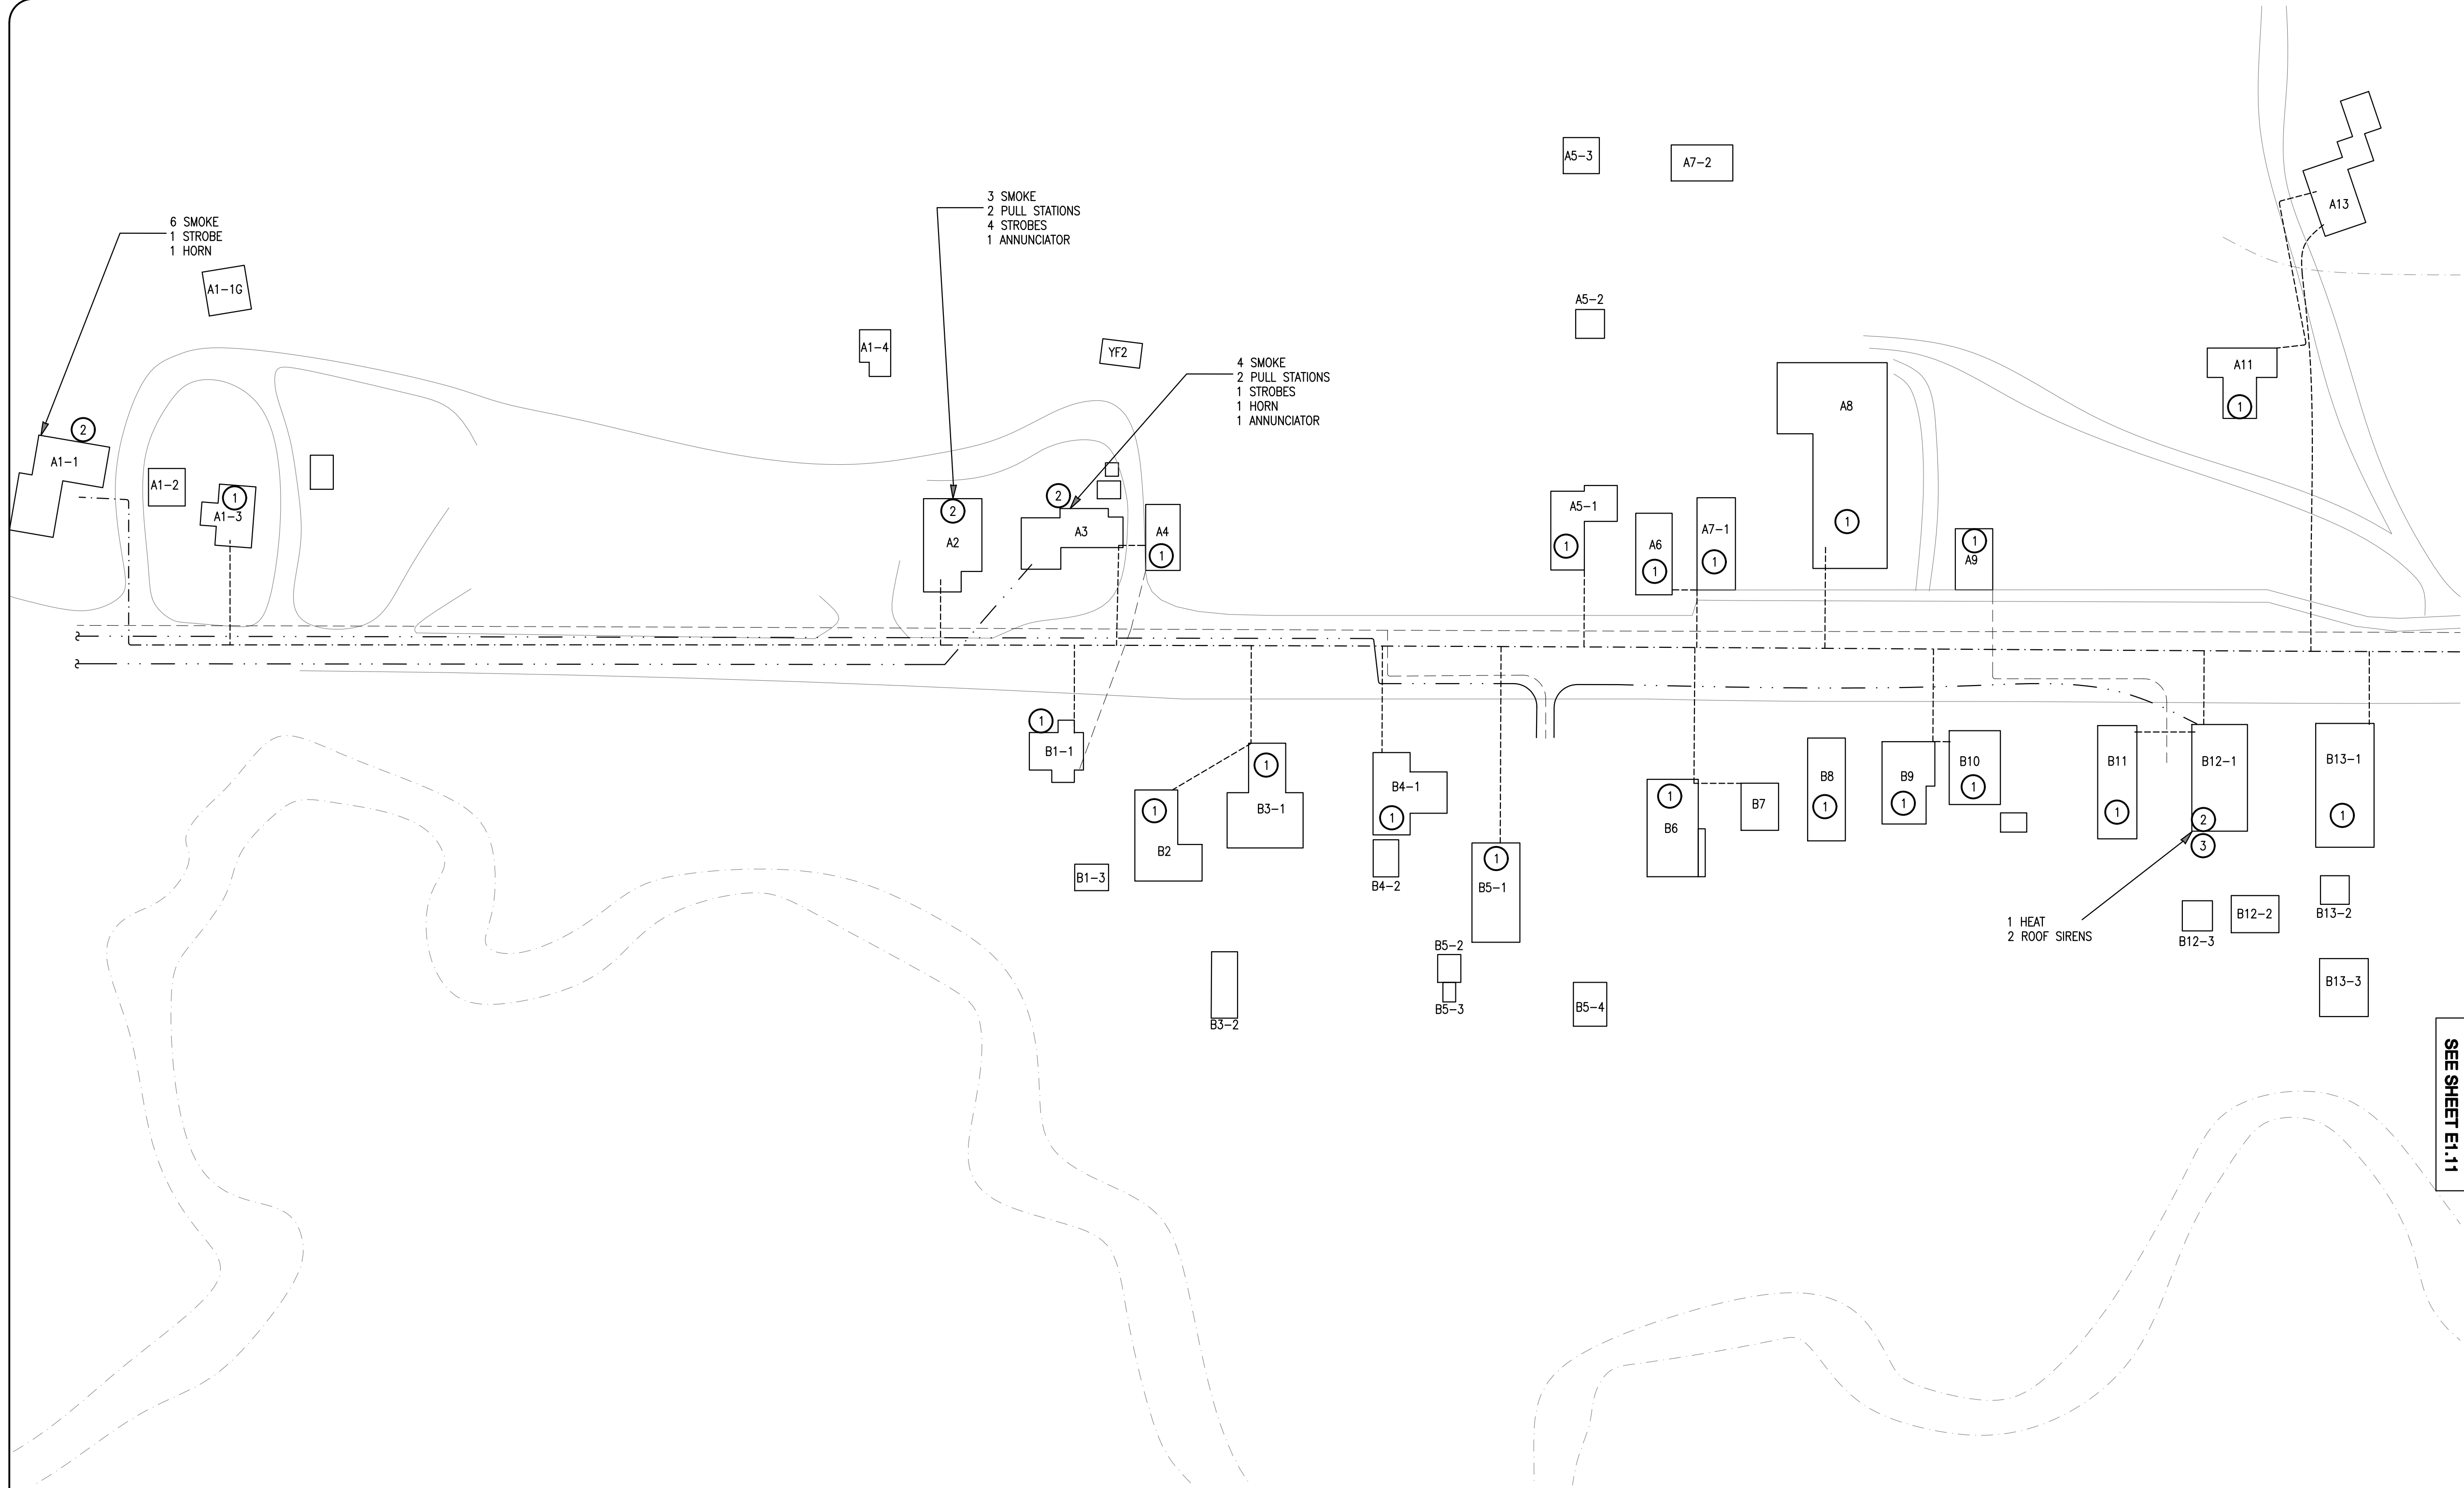 A5-3
A7-2
3 SMOKE
2 PULL STATIONS
4 STROBES
1 ANNUNCIATOR
A13
6 SMOKE
1 STROBE
1 HORN
A1-1G
A5-2
A1-4
YF2
4 SMOKE
2 PULL STATIONS
1 STROBES
1 HORN
1 ANNUNCIATOR
A11
1
A8
1
2
A1-1
A1-2
1
A1-3
2
A2
2
A3
A4
1
A5-1
1
A6
1
A7-1
1
1
A9
2
2
1
B1-1
1
B2
B1-3
1
B3-1
B3-2
B4-1
1
B4-2
1
B5-1
B5-2
B5-3
B5-4
1
B6
B7
B8
1
B9
1
B10
1
B11
1
B12-1
2
3
B13-1
1
1 HEAT
2 ROOF SIRENS
B12-3
B12-2
B13-2
B13-3
SEE SHEET E1.11